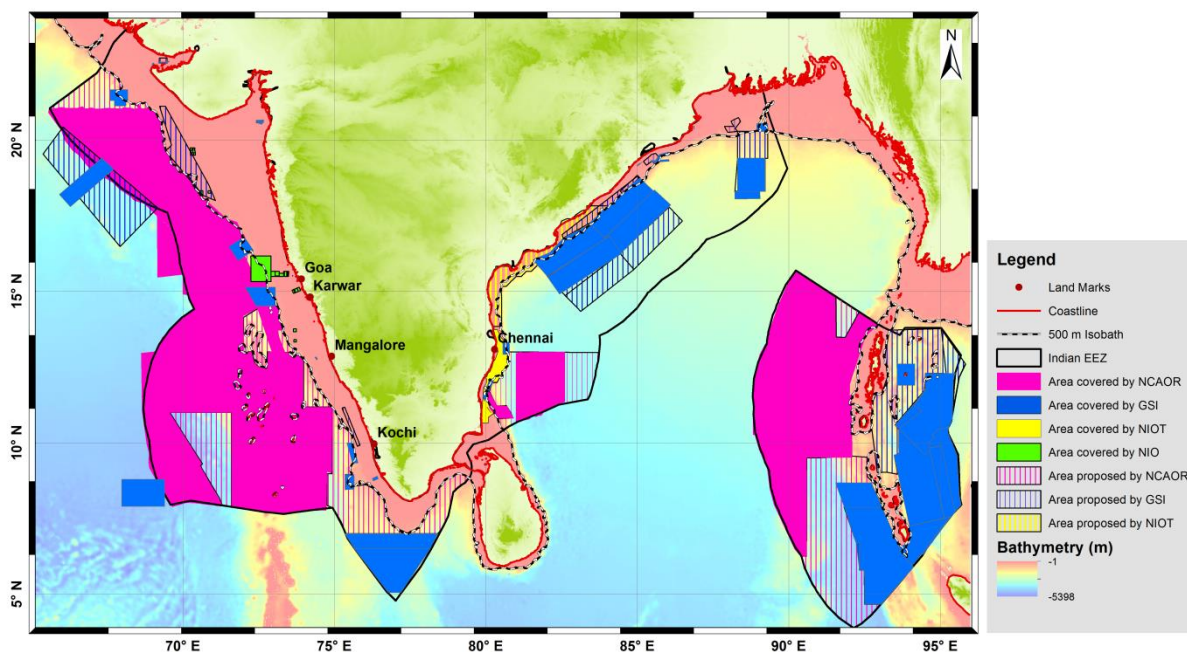 N
20° N
15° N
10° N
5° N
Goa
Karwar
Mangalore
Kochi
Chennai
70° E
75° E
80° E
85° E
90° E
95° E
Legend
Land Marks
Coastline
500 m Isobath
Indian EEZ
Area covered by NCAOR
Area covered by GSI
Area covered by NIOT
Area covered by NIO
Area proposed by NCAOR
Area proposed by GSI
Area proposed by NIOT
Bathymetry (m)
-1
-5398